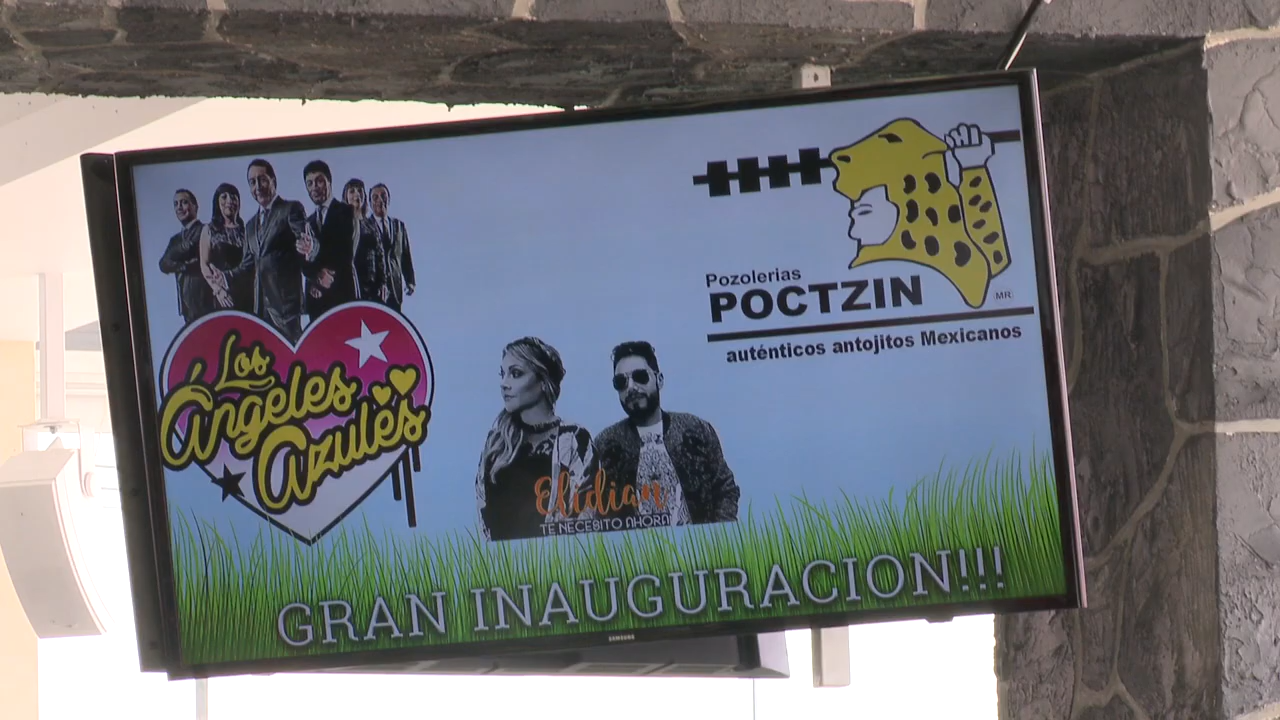 Los
Ángeles
Azules
Pozolerias
POCTZIN
MR
auténticos antojitos Mexicanos
Elidian
TE NECESITO AHORA
GRAN INAUGURACION!!!
SAMSUNG